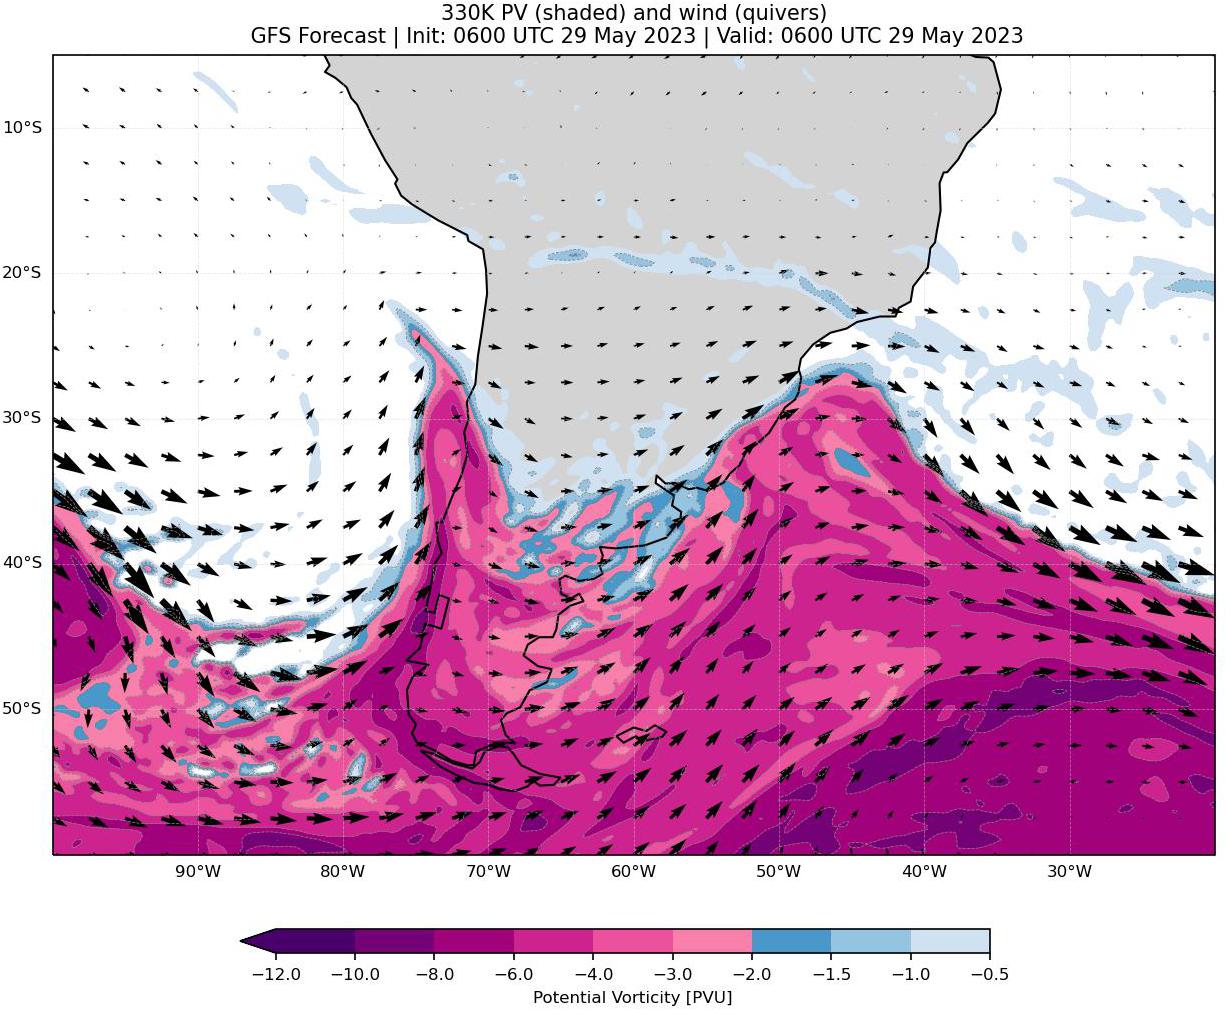 330K PV (shaded) and wind (quivers)
GFS Forecast | Init: 0600 UTC 29 May 2023 | Valid: 0600 UTC 29 May 2023
10°S
20°S
30°S
40°S
50°S
90°W 80°W 70°W 60°W 50°W 40°W 30°W
−12.0 −10.0 −8.0 −6.0 −4.0 −3.0 −2.0 −1.5 −1.0 −0.5
Potential Vorticity [PVU]